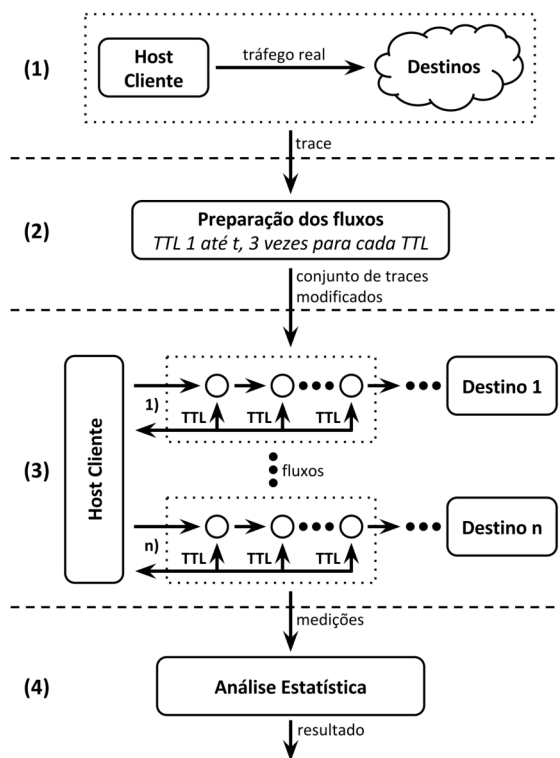 (1)
Host
Cliente
tráfego real
Destinos
trace
(2)
Preparação dos fluxos
TTL 1 até t, 3 vezes para cada TTL
conjunto de traces
modificados
(3)
Host Cliente
1)
TTL
TTL
TTL
Destino 1
fluxos
n)
TTL
TTL
TTL
Destino n
medições
(4)
Análise Estatística
resultado